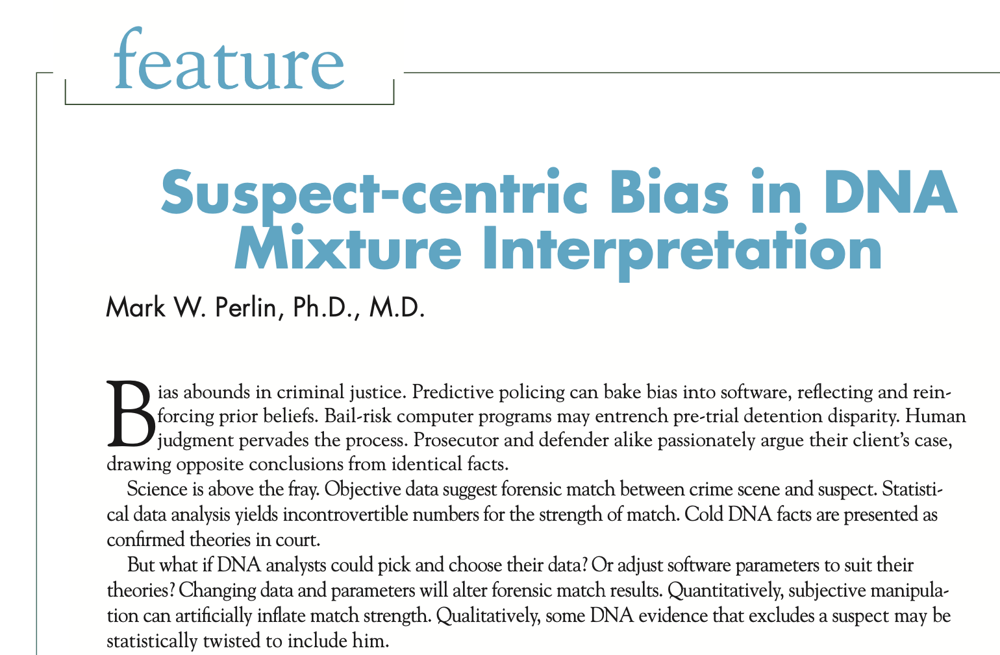 feature
Suspect-centric Bias in DNA
Mixture Interpretation
Mark W. Perlin, Ph.D., M.D.
Bias abounds in criminal justice. Predictive policing can bake bias into software, reflecting and rein-
forcing prior beliefs. Bail-risk computer programs may entrench pre-trial detention disparity. Human
judgment pervades the process. Prosecutor and defender alike passionately argue their client’s case,
drawing opposite conclusions from identical facts.
Science is above the fray. Objective data suggest forensic match between crime scene and suspect. Statisti-
cal data analysis yields incontrovertible numbers for the strength of match. Cold DNA facts are presented as
confirmed theories in court.
But what if DNA analysts could pick and choose their data? Or adjust software parameters to suit their
theories? Changing data and parameters will alter forensic match results. Quantitatively, subjective manipula-
tion can artificially inflate match strength. Qualitatively, some DNA evidence that excludes a suspect may be
statistically twisted to include him.